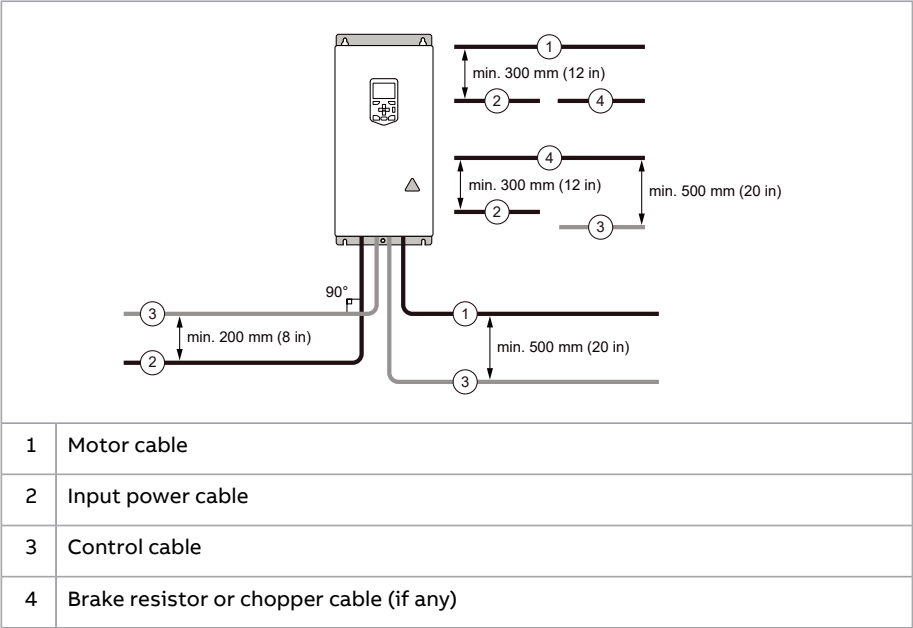 1
min. 300 mm (12 in)
2
4
4
min. 300 mm (12 in)
min. 500 mm (20 in)
2
3
90°
3
1
min. 200 mm (8 in)
min. 500 mm (20 in)
2
3
1 Motor cable
2 Input power cable
3 Control cable
4 Brake resistor or chopper cable (if any)